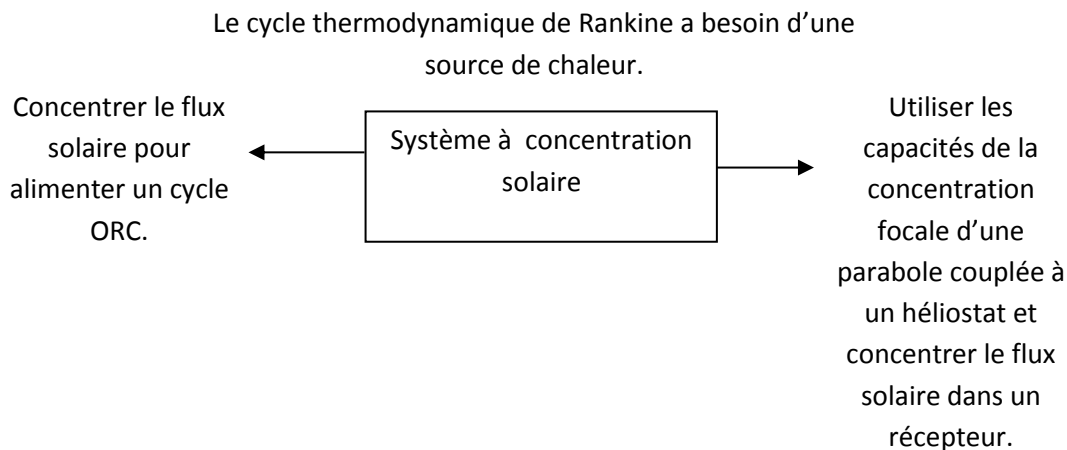 Le cycle thermodynamique de Rankine a besoin d’une
source de chaleur.
Concentrer le flux
solaire pour
alimenter un cycle
ORC.
Système à  concentration
solaire
Utiliser les
capacités de la
concentration
focale d’une
parabole couplée à
un héliostat et
concentrer le flux
solaire dans un
récepteur.